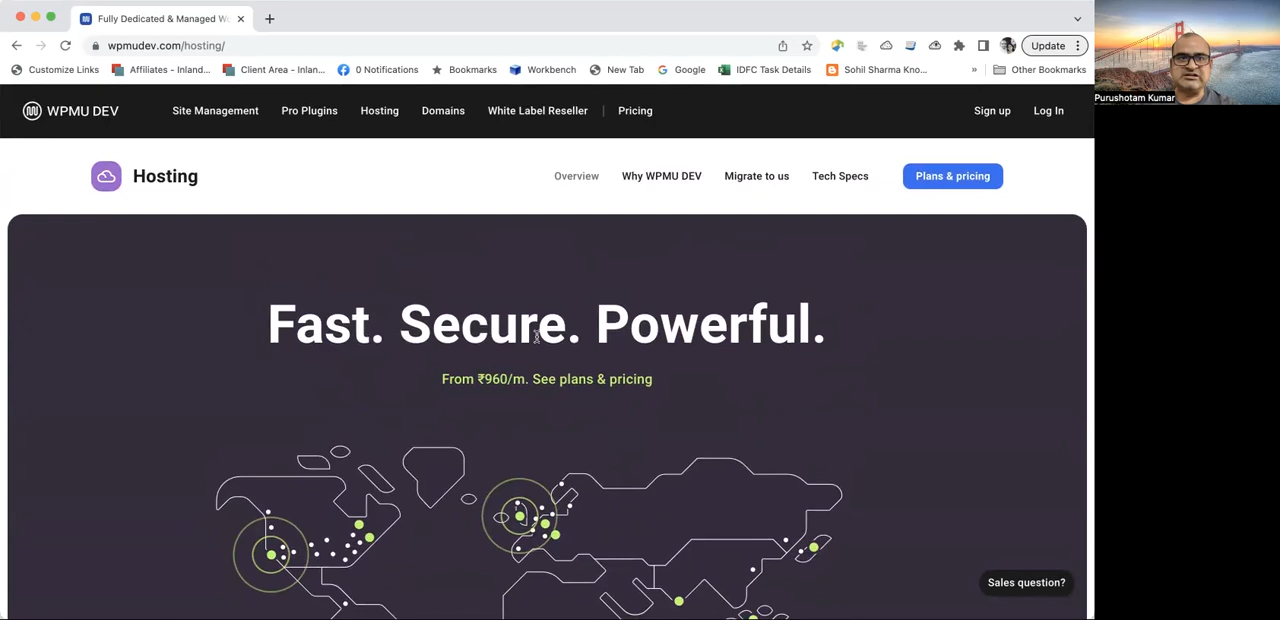 Fully Dedicated & Managed W
wpmudev.com/hosting/
Update
Customize Links
Affiliates - Inland...
Client Area - Inlan...
0 Notifications
Bookmarks
Workbench
New Tab
Google
IDFC Task Details
Sohil Sharma Kno...
»
Other Bookmarks
Purushotam Kumar
WPMU DEV
Site Management
Pro Plugins
Hosting
Domains
White Label Reseller
Pricing
Sign up
Log In
Hosting
Overview
Why WPMU DEV
Migrate to us
Tech Specs
Plans & pricing
Fast. Secure. Powerful.
From ₹960/m. See plans & pricing
Sales question?